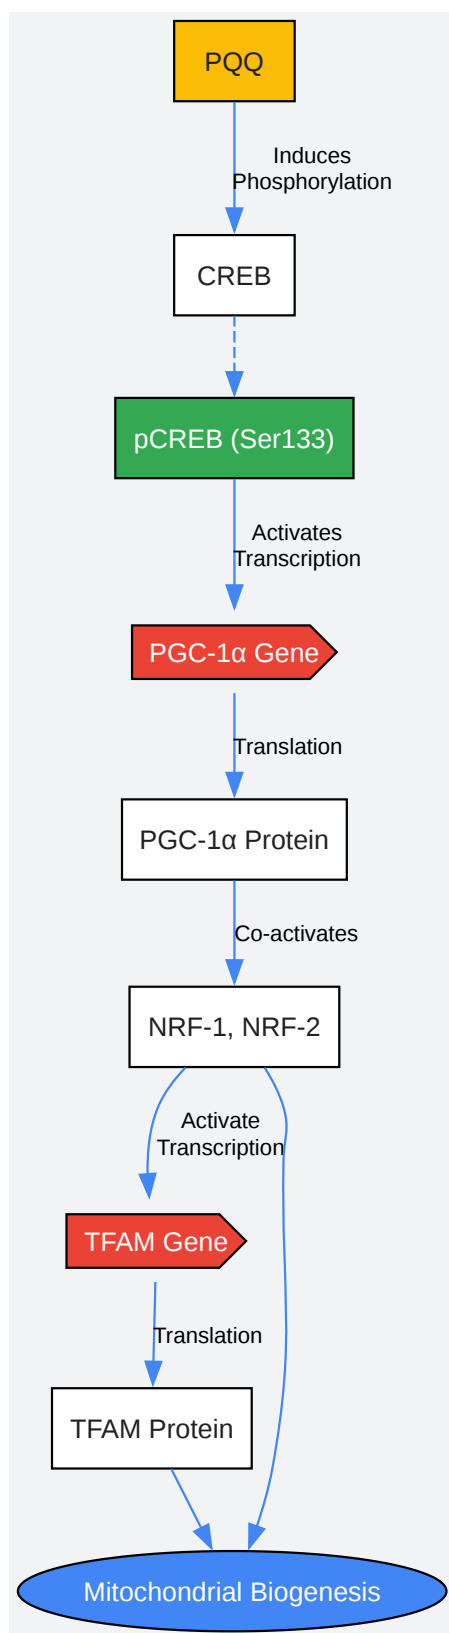 PQQ
Induces
Phosphorylation
CREB
pCREB (Ser133)
Activates
Transcription
PGC-1α Gene
Translation
PGC-1α Protein
Co-activates
NRF-1, NRF-2
Activate
Transcription
TFAM Gene
Translation
TFAM Protein
Mitochondrial Biogenesis